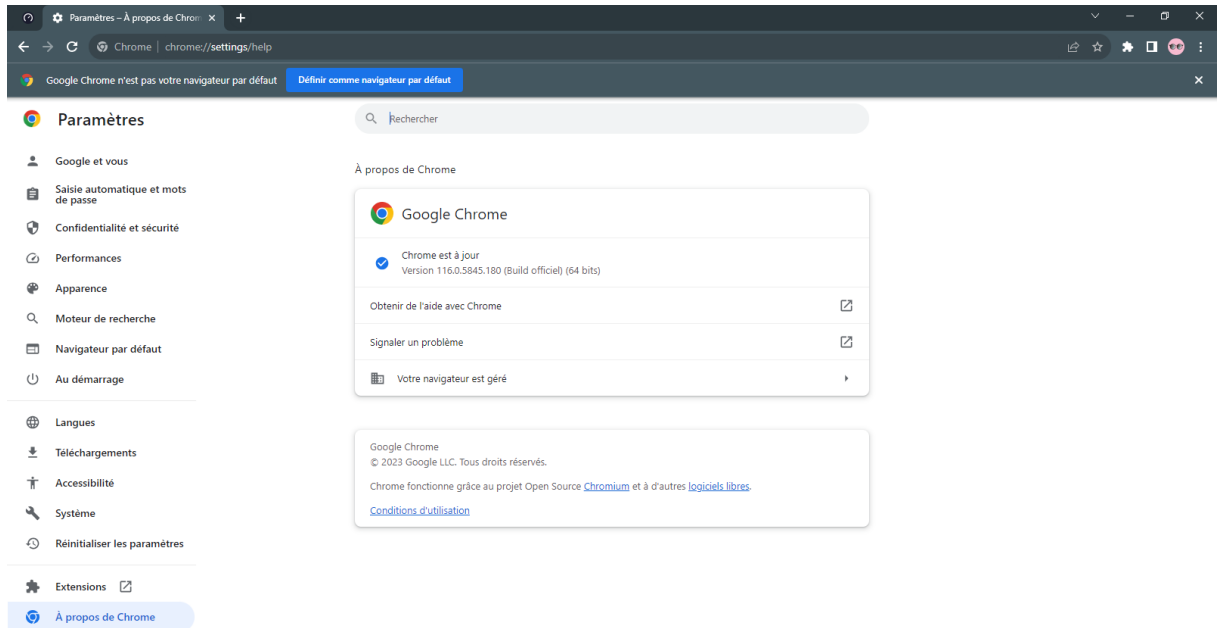 Paramètres – À propos de Chrom
Chrome | chrome://settings/help
Google Chrome n'est pas votre navigateur par défaut
Définir comme navigateur par défaut
Paramètres
Rechercher
Google et vous
Saisie automatique et mots
de passe
Confidentialité et sécurité
Performances
Apparence
Moteur de recherche
Navigateur par défaut
Au démarrage
Langues
Téléchargements
Accessibilité
Système
Réinitialiser les paramètres
Extensions
À propos de Chrome
À propos de Chrome
Google Chrome
Chrome est à jour
Version 116.0.5845.180 (Build officiel) (64 bits)
Obtenir de l'aide avec Chrome
Signaler un problème
Votre navigateur est géré
Google Chrome
© 2023 Google LLC. Tous droits réservés.
Chrome fonctionne grâce au projet Open Source Chromium et à d'autres logiciels libres.
Conditions d'utilisation